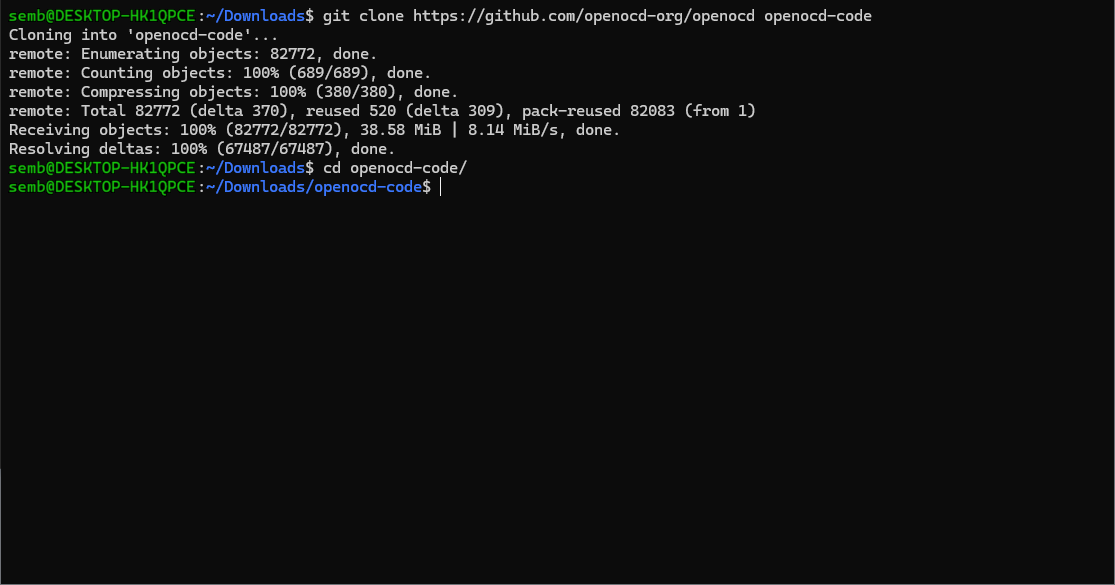 semb@DESKTOP-HK1QPCE:~/Downloads$ git clone https://github.com/openocd-org/openocd openocd-code
Cloning into 'openocd-code'...
remote: Enumerating objects: 82772, done.
remote: Counting objects: 100% (689/689), done.
remote: Compressing objects: 100% (380/380), done.
remote: Total 82772 (delta 370), reused 520 (delta 309), pack-reused 82083 (from 1)
Receiving objects: 100% (82772/82772), 38.58 MiB | 8.14 MiB/s, done.
Resolving deltas: 100% (67487/67487), done.
semb@DESKTOP-HK1QPCE:~/Downloads$ cd openocd-code/
semb@DESKTOP-HK1QPCE:~/Downloads/openocd-code$